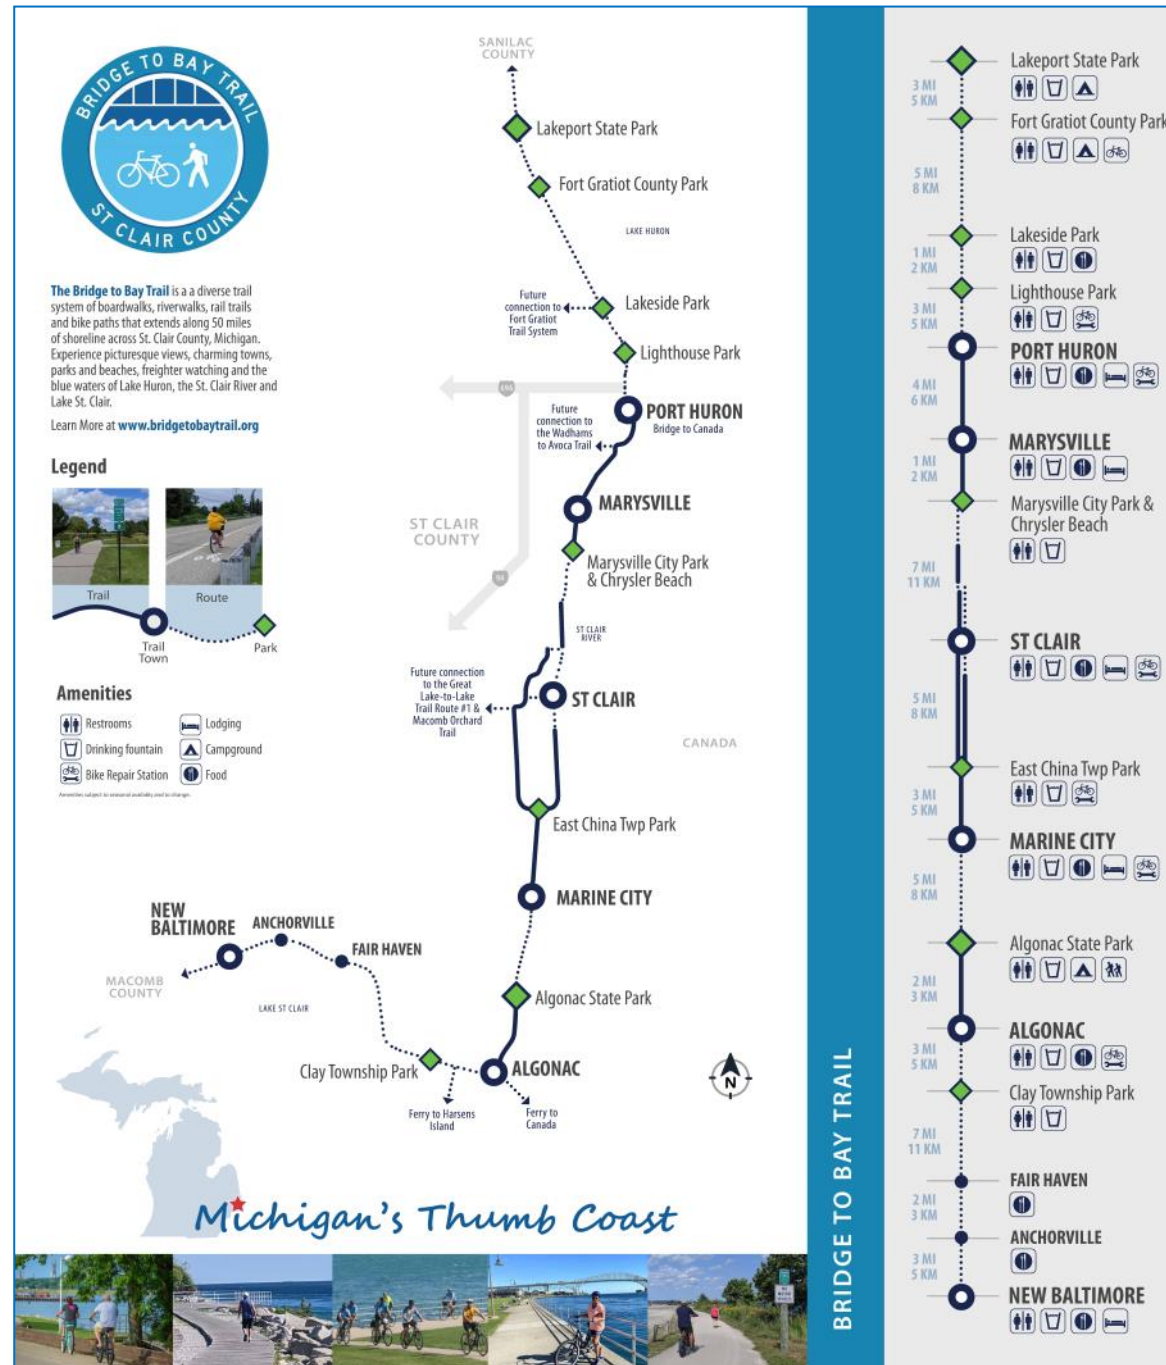 BRIDGE TO BAY TRAIL
ST CLAIR COUNTY
The Bridge to Bay Trail is a a diverse trail
system of boardwalks, riverwalks, rail trails
and bike paths that extends along 50 miles
of shoreline across St. Clair County, Michigan.
Experience picturesque views, charming towns,
parks and beaches, freighter watching and the
blue waters of Lake Huron, the St. Clair River and
Lake St. Clair.
Learn More at www.bridgetobaytrail.org
Legend
Trail
Route
Trail
Town
Park
Amenities
Restrooms
Lodging
Drinking fountain
Campground
Bike Repair Station
Food
Amenities subject to seasonal availability and to change.
SANILAC
COUNTY
Lakeport State Park
Fort Gratiot County Park
LAKE HURON
Future
connection to
Fort Gratiot
Trail System
Lakeside Park
Lighthouse Park
PORT HURON
Bridge to Canada
Future
connection to
the Wadhams
to Avoca Trail
MARYSVILLE
ST CLAIR
COUNTY
94
Marysville City Park
& Chrysler Beach
ST CLAIR
RIVER
Future connection
to the Great
Lake-to-Lake
Trail Route #1 &
Macomb Orchard
Trail
ST CLAIR
CANADA
East China Twp Park
MARINE CITY
NEW
BALTIMORE
ANCHORVILLE
FAIR HAVEN
MACOMB
COUNTY
LAKE ST CLAIR
Algonac State Park
Clay Township Park
ALGONAC
Ferry to Harsens
Island
Ferry to
Canada
N
Michigan's Thumb Coast
BRIDGE TO BAY TRAIL
Lakeport State Park
3 MI
5 KM
Fort Gratiot County Park
5 MI
8 KM
Lakeside Park
1 MI
2 KM
Lighthouse Park
3 MI
5 KM
PORT HURON
4 MI
6 KM
MARYSVILLE
1 MI
2 KM
Marysville City Park &
Chrysler Beach
7 MI
11 KM
ST CLAIR
5 MI
8 KM
East China Twp Park
3 MI
5 KM
MARINE CITY
5 MI
8 KM
Algonac State Park
2 MI
3 KM
ALGONAC
3 MI
5 KM
Clay Township Park
7 MI
11 KM
FAIR HAVEN
2 MI
3 KM
ANCHORVILLE
3 MI
5 KM
NEW BALTIMORE